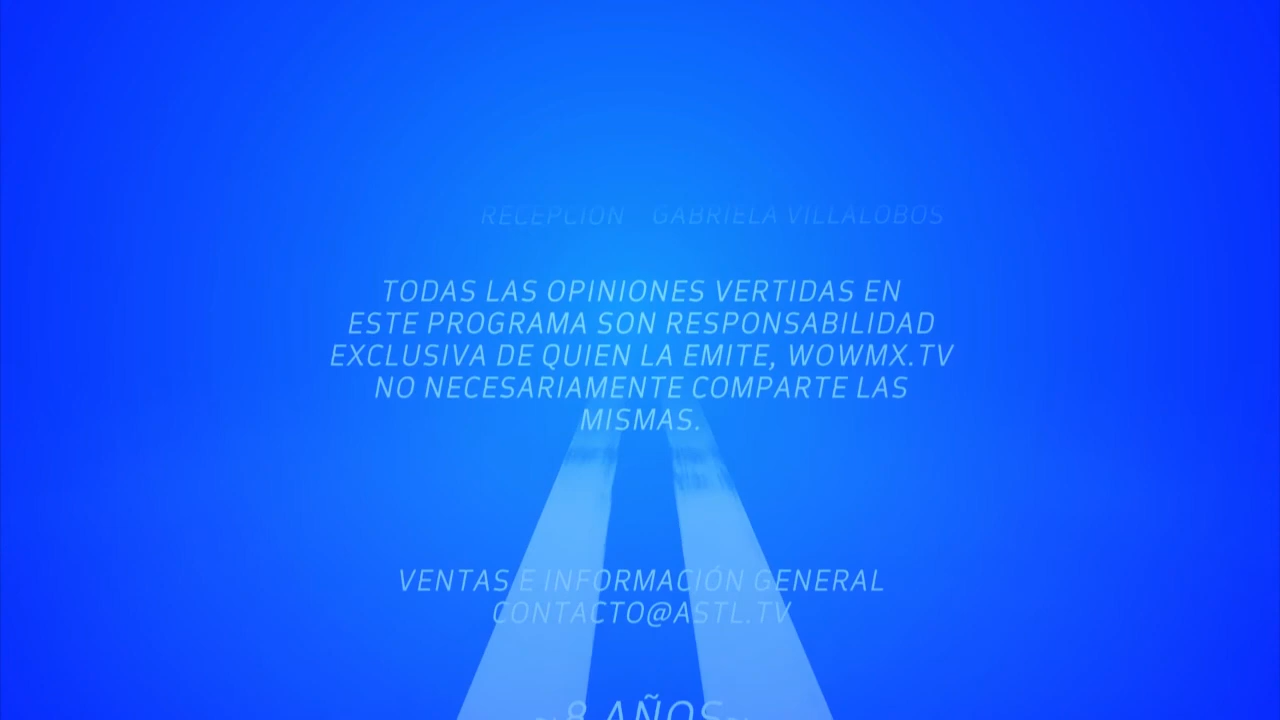 RECEPCIÓN GABRIELA VILLALOBOS
TODAS LAS OPINIONES VERTIDAS EN
ESTE PROGRAMA SON RESPONSABILIDAD
EXCLUSIVA DE QUIEN LA EMITE, WOWMX.TV
NO NECESARIAMENTE COMPARTE LAS
MISMAS.
VENTAS E INFORMACIÓN GENERAL
CONTACTO@ASTL.TV
~8 AÑOS~